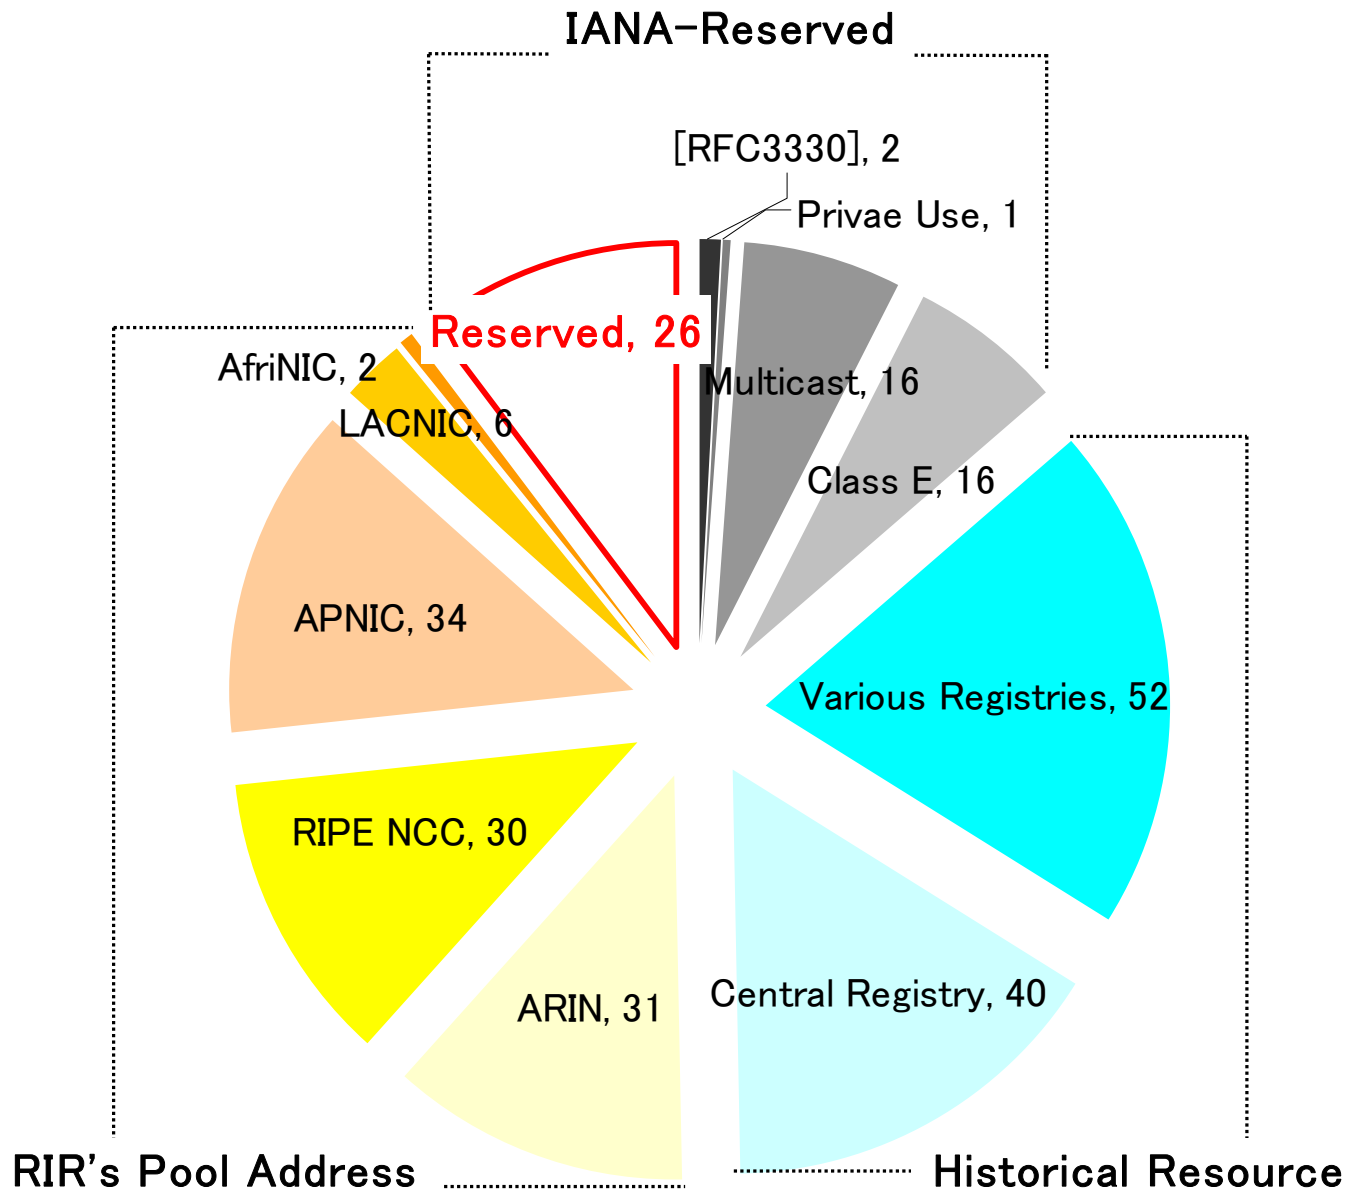 IANA-Reserved
[RFC3330], 2
Privae Use, 1
Reserved, 26
AfriNIC, 2
Multicast, 16
LACNIC, 6
Class E, 16
APNIC, 34
Various Registries, 52
RIPE NCC, 30
Central Registry, 40
ARIN, 31
RIR's Pool Address
Historical Resource